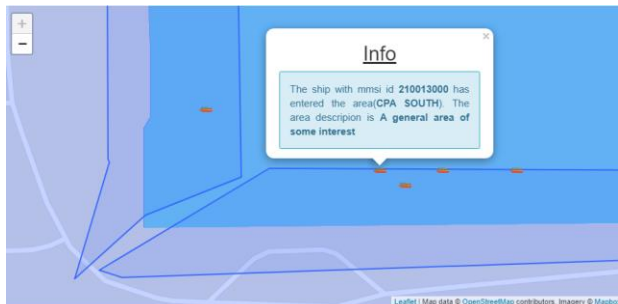 +
−
×
Info
The ship with mmsi id 210013000 has
entered the area(CPA SOUTH). The
area descripion is A general area of
some interest
Leaflet | Map data © OpenStreetMap contributors, Imagery © Mapbo